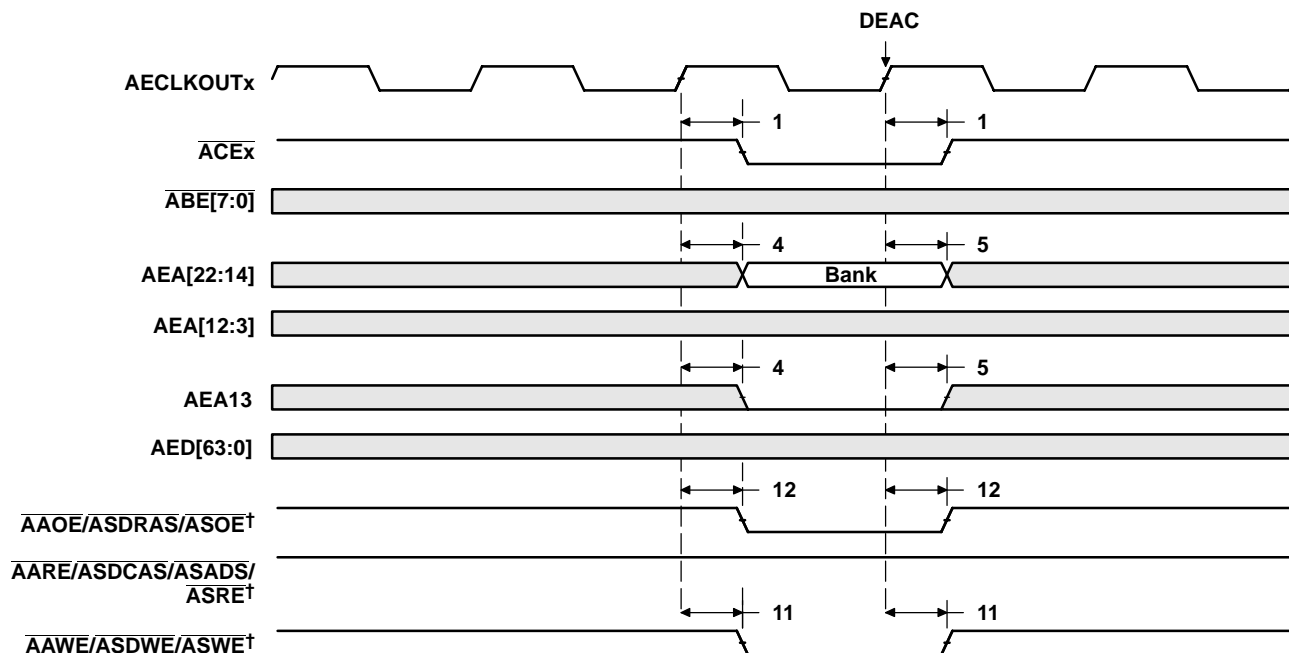 DEAC
AECLKOUTx
1 1
ACEx
ABE[7:0]
4 5
AEA[22:14] Bank
AEA[12:3]
4 5
AEA13
AED[63:0]
12 12
AAOE/ASDRAS/ASOE†
AARE/ASDCAS/ASADS/
ASRE†
11 11
AAWE/ASDWE/ASWE†